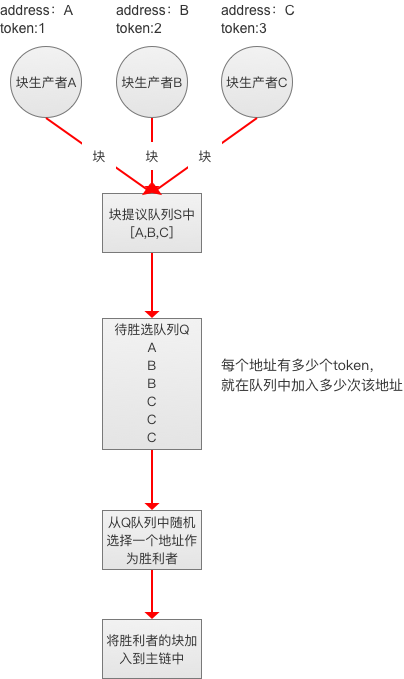 address：A
token:1
address：B
token:2
address：C
token:3
块生产者A
块生产者B
块生产者C
块
块
块
块提议队列S中
[A,B,C]
待胜选队列Q
A
B
B
C
C
C
每个地址有多少个token,
就在队列中加入多少次该地址
从Q队列中随机
选择一个地址作
为胜利者
将胜利者的块加
入到主链中